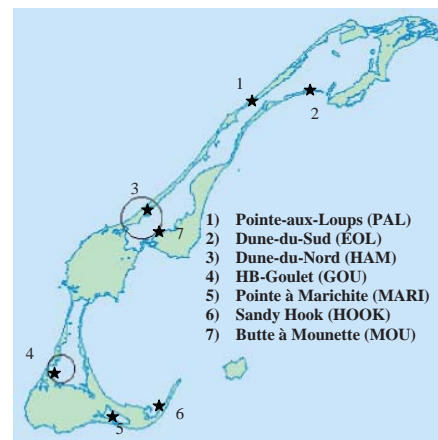 1
2
3
7
1) Pointe-aux-Loups (PAL)
2) Dune-du-Sud (ÉOL)
3) Dune-du-Nord (HAM)
4) HB-Goulet (GOU)
5) Pointe à Marichite (MARI)
6) Sandy Hook (HOOK)
7) Butte à Mounette (MOU)
4
5
6